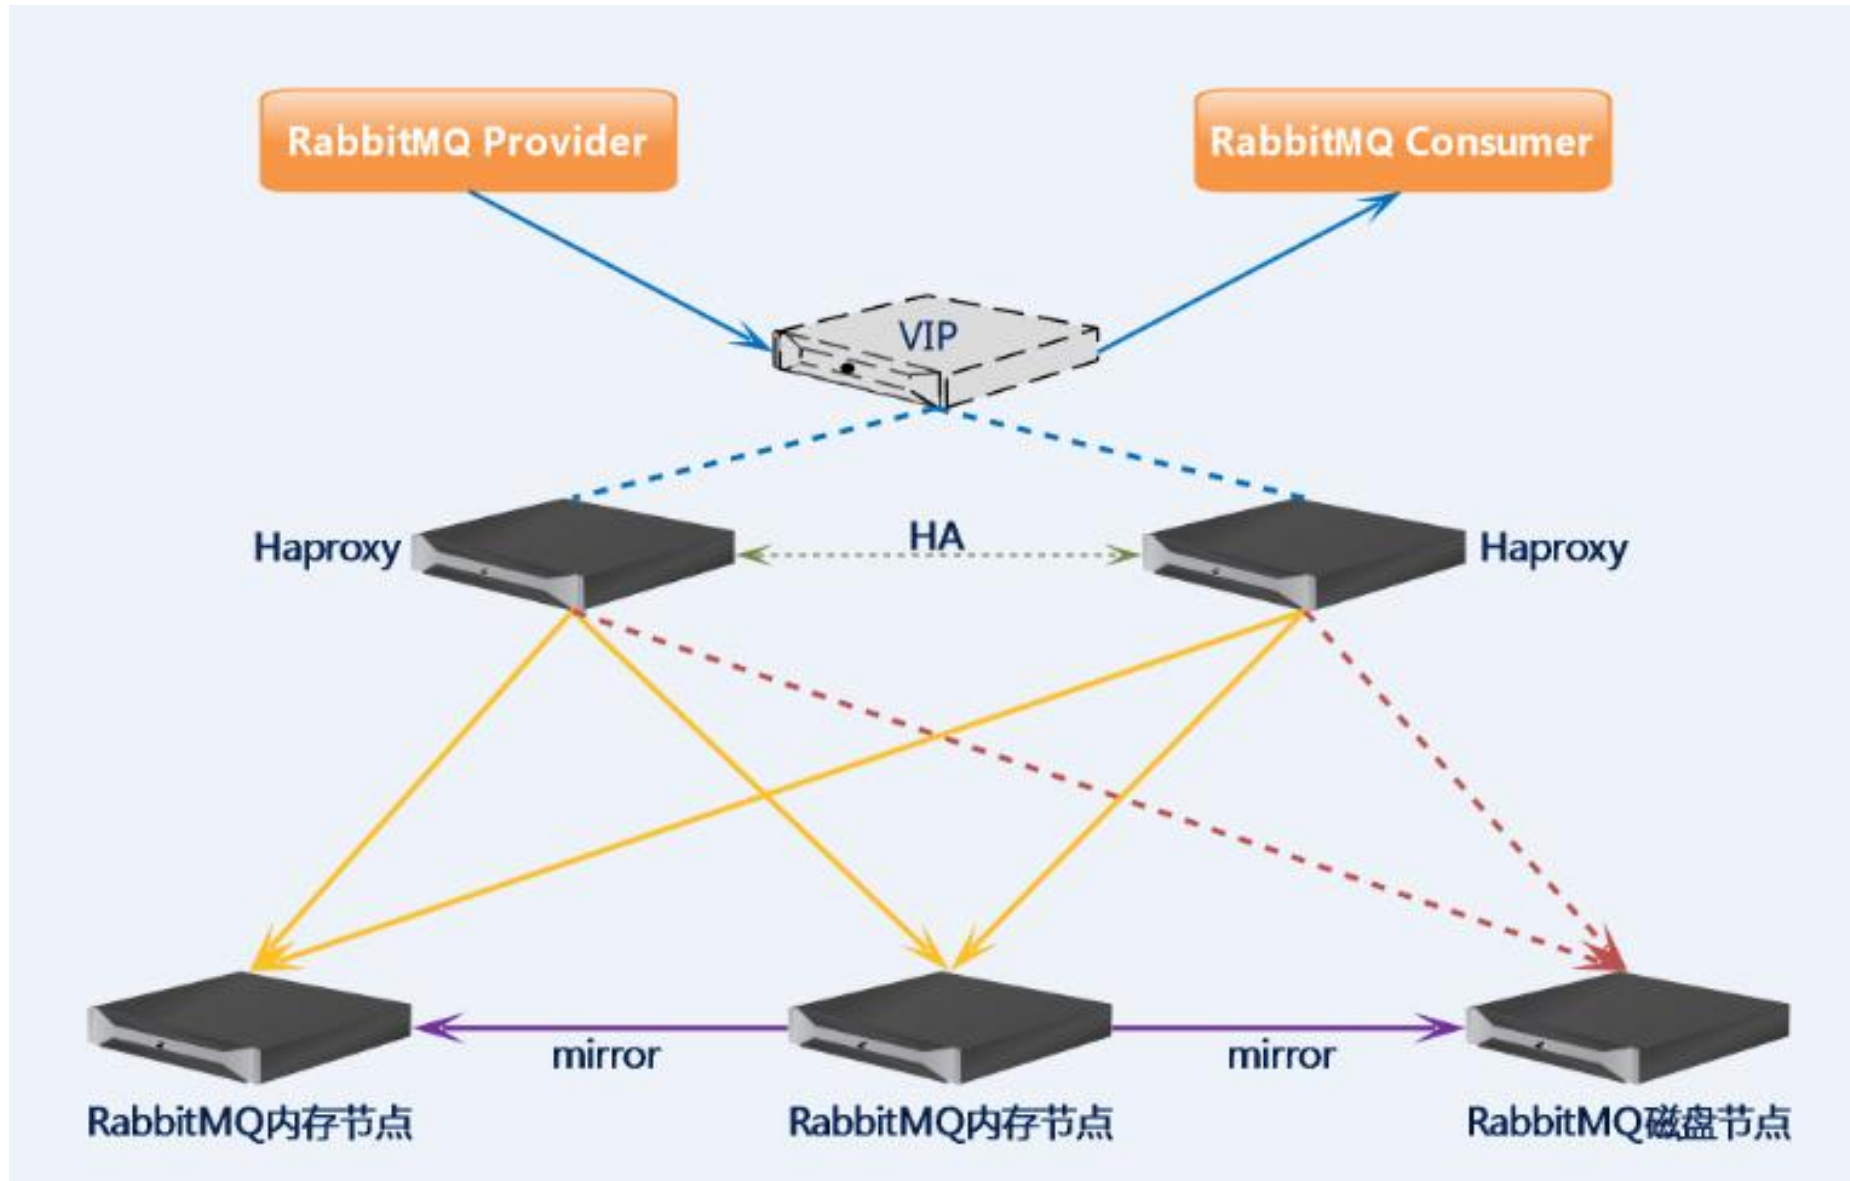 RabbitMQ Provider
RabbitMQ Consumer
VIP
Haproxy
HA
Haproxy
mirror
mirror
RabbitMQ内存节点
RabbitMQ内存节点
RabbitMQ磁盘节点